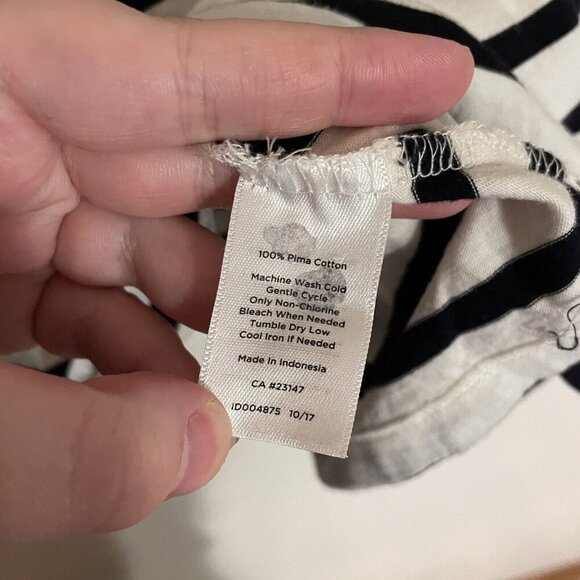 100% Pima Cotton
Machine Wash Cold
Gentle Cycle
Only Non-Chlorine
Bleach When Needed
Tumble Dry Low
Cool Iron If Needed
Made In Indonesia
CA #23147
ID004875 10/17